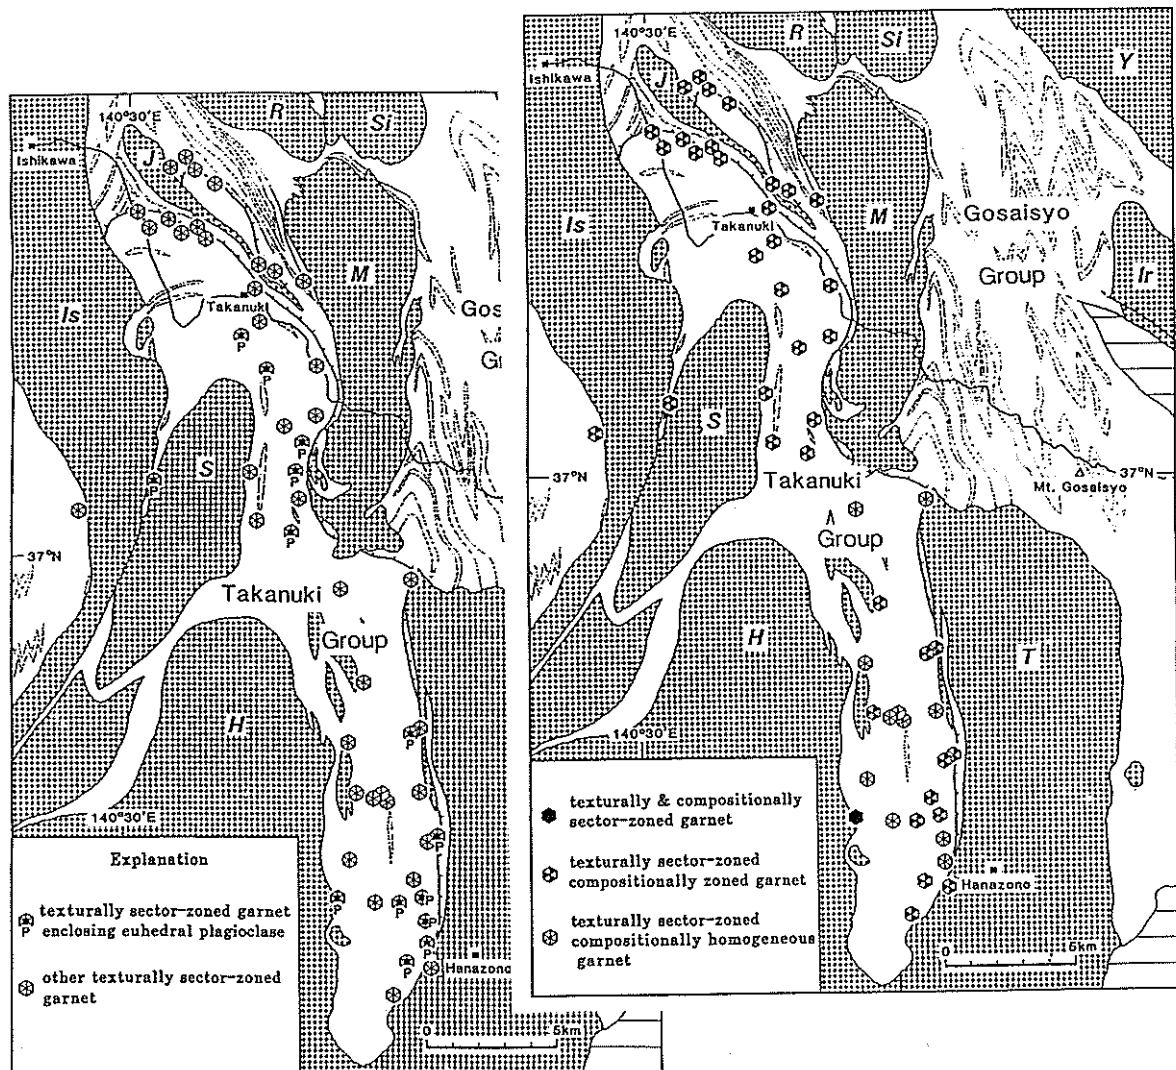 140°30'E
R
Si
Ishikawa
J
Is
M
Takanuki
Gos
G
P
P
P
S
P
P
37°N
Takanuki
Group
H
P
140°30'E
P
P
P
P
P
P
P
Hanazono
0
5km
Explanation
texturally sector-zoned garnet
enclosing euhedral plagioclase
P
other texturally sector-zoned
garnet
140°30'E
R
Si
Y
Ishikawa
J
Is
Takanuki
M
Gosaisyo
Group
Ir
S
Takanuki
Group
37°N
Mt. Gosaisyo
H
T
140°30'E
Hanazono
0
5km
texturally & compositionally
sector-zoned garnet
texturally sector-zoned
compositionally zoned garnet
texturally sector-zoned
compositionally homogeneous
garnet